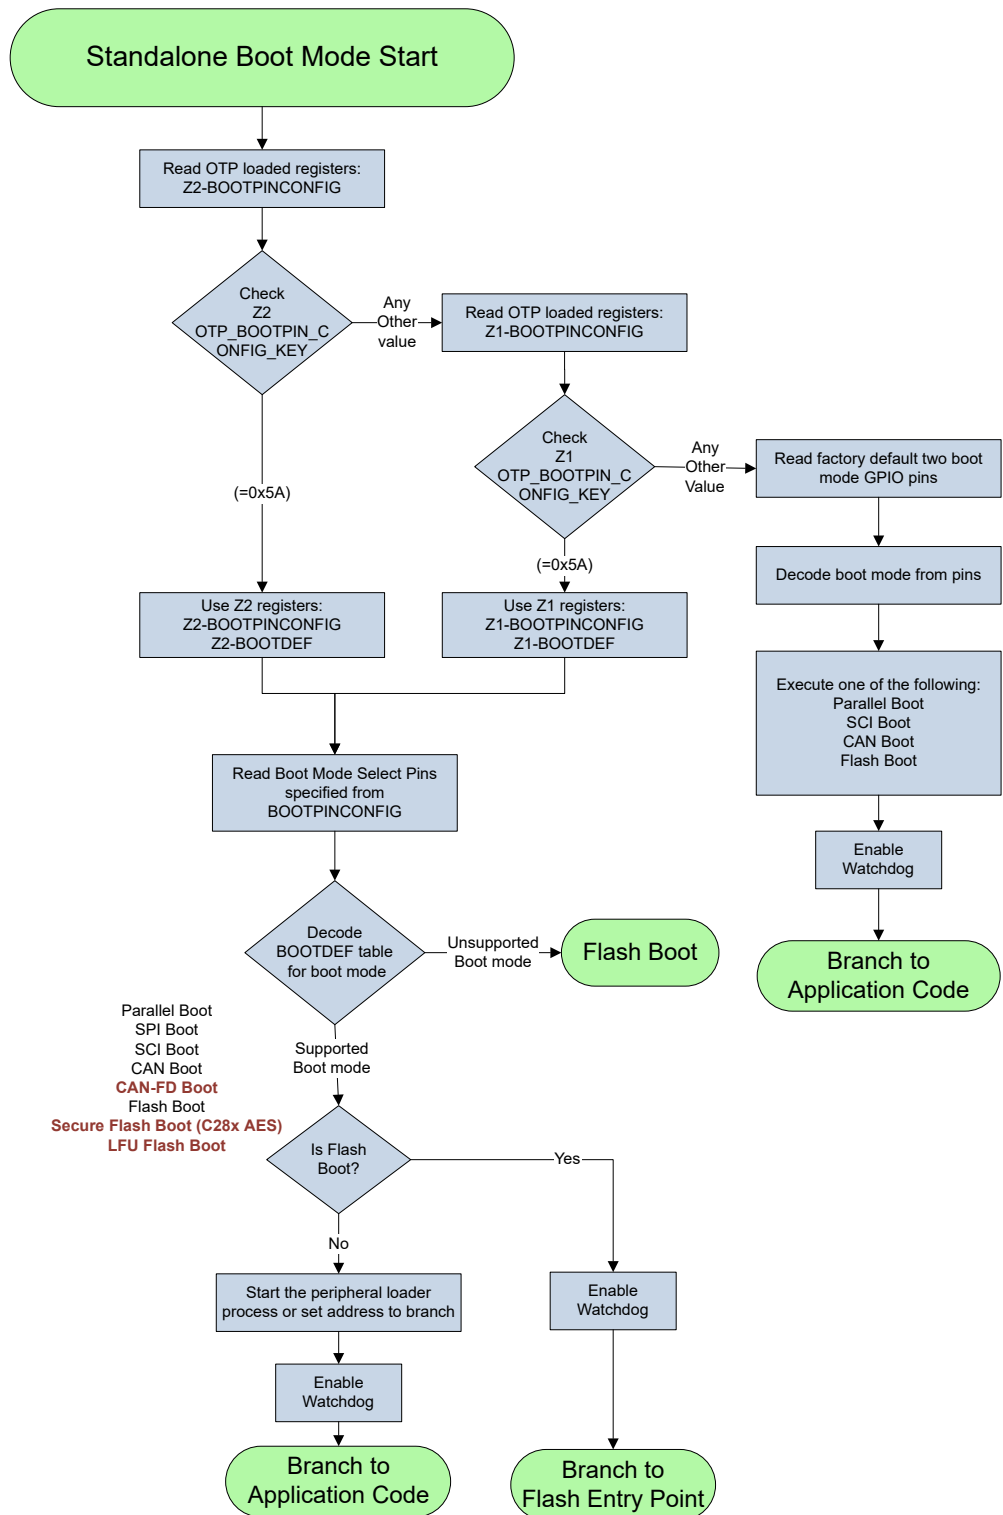 Standalone Boot Mode Start
Read OTP loaded registers:
Z2-BOOTPINCONFIG
Check
Z2
OTP_BOOTPIN_C
ONFIG_KEY
Any
Other
value
Read OTP loaded registers:
Z1-BOOTPINCONFIG
Check
Z1
OTP_BOOTPIN_C
ONFIG_KEY
Any
Other
Value
Read factory default two boot
mode GPIO pins
(=0x5A)
(=0x5A)
Decode boot mode from pins
Use Z2 registers:
Z2-BOOTPINCONFIG
Z2-BOOTDEF
Use Z1 registers:
Z1-BOOTPINCONFIG
Z1-BOOTDEF
Execute one of the following:
Parallel Boot
SCI Boot
CAN Boot
Flash Boot
Read Boot Mode Select Pins
specified from
BOOTPINCONFIG
Enable
Watchdog
Decode
BOOTDEF table
for boot mode
Unsupported
Boot mode
Flash Boot
Branch to
Application Code
Parallel Boot
SPI Boot
SCI Boot
CAN Boot
CAN-FD Boot
Flash Boot
Secure Flash Boot (C28x AES)
LFU Flash Boot
Supported
Boot mode
Is Flash
Boot?
Yes
No
Start the peripheral loader
process or set address to branch
Enable
Watchdog
Enable
Watchdog
Branch to
Application Code
Branch to
Flash Entry Point